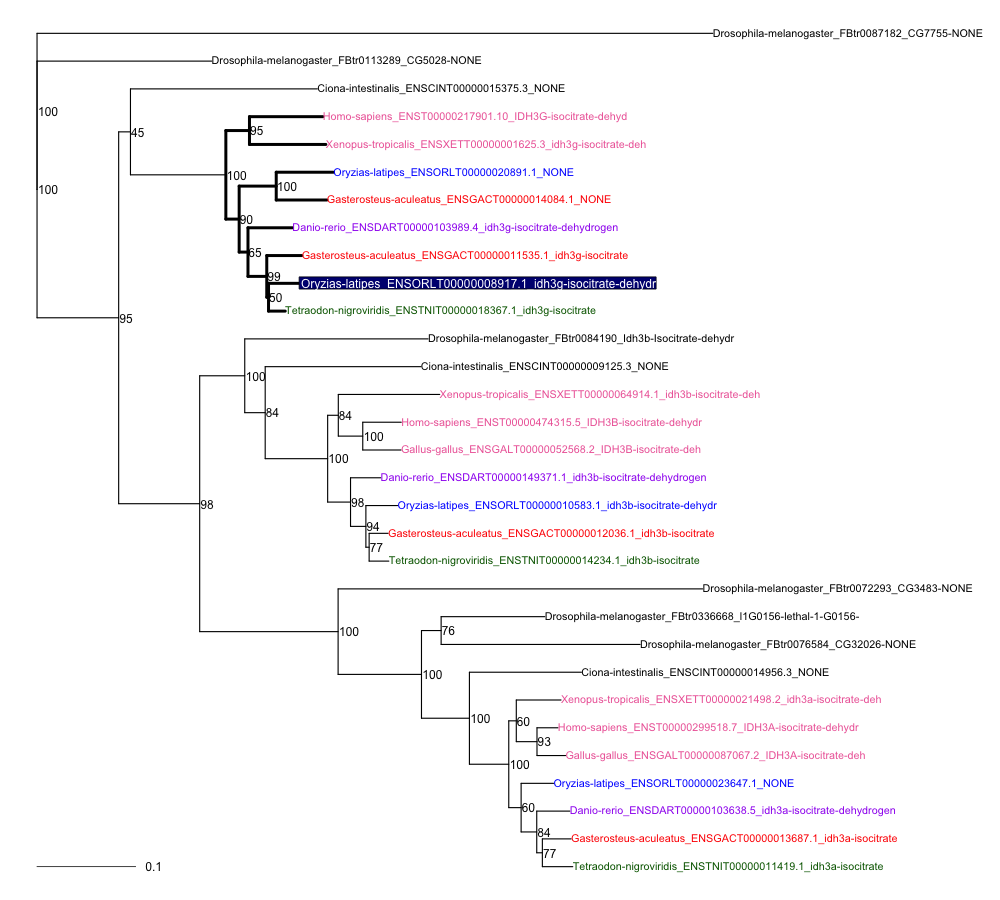 Drosophila-melanogaster_FBtr0087182_CG7755-NONE
Drosophila-melanogaster_FBtr0113289_CG5028-NONE
Ciona-intestinalis_ENSCINT00000015375.3_NONE
100
Homo-sapiens_ENST00000217901.10_IDH3G-isocitrate-dehyd
45
95
Xenopus-tropicalis_ENSXETT00000001625.3_idh3g-isocitrate-deh
Oryzias-latipes_ENSORLT00000020891.1_NONE
100
100
100
Gasterosteus-aculeatus_ENSGACT00000014084.1_NONE
90
Danio-rerio_ENSDART00000103989.4_idh3g-isocitrate-dehydrogen
65
Gasterosteus-aculeatus_ENSGACT00000011535.1_idh3g-isocitrate
99
Oryzias-latipes_ENSORLT00000008917.1_idh3g-isocitrate-dehydr
50
Tetraodon-nigroviridis_ENSTNIT00000018367.1_idh3g-isocitrate
95
Drosophila-melanogaster_FBtr0084190_Idh3b-Isocitrate-dehydr
Ciona-intestinalis_ENSCINT00000009125.3_NONE
100
Xenopus-tropicalis_ENSXETT00000064914.1_idh3b-isocitrate-deh
84
84
Homo-sapiens_ENST00000474315.5_IDH3B-isocitrate-dehydr
100
Gallus-gallus_ENSGALT00000052568.2_IDH3B-isocitrate-deh
100
Danio-rerio_ENSDART00000149371.1_idh3b-isocitrate-dehydrogen
98
98
Oryzias-latipes_ENSORLT00000010583.1_idh3b-isocitrate-dehydr
94
Gasterosteus-aculeatus_ENSGACT00000012036.1_idh3b-isocitrate
77
Tetraodon-nigroviridis_ENSTNIT00000014234.1_idh3b-isocitrate
Drosophila-melanogaster_FBtr0072293_CG3483-NONE
Drosophila-melanogaster_FBtr0336668_l1G0156-lethal-1-G0156-
100
76
Drosophila-melanogaster_FBtr0076584_CG32026-NONE
100
Ciona-intestinalis_ENSCINT00000014956.3_NONE
Xenopus-tropicalis_ENSXETT00000021498.2_idh3a-isocitrate-deh
100
60
Homo-sapiens_ENST00000299518.7_IDH3A-isocitrate-dehydr
93
Gallus-gallus_ENSGALT00000087067.2_IDH3A-isocitrate-deh
100
Oryzias-latipes_ENSORLT00000023647.1_NONE
60
Danio-rerio_ENSDART00000103638.5_idh3a-isocitrate-dehydrogen
84
Gasterosteus-aculeatus_ENSGACT00000013687.1_idh3a-isocitrate
77
Tetraodon-nigroviridis_ENSTNIT00000011419.1_idh3a-isocitrate
0.1